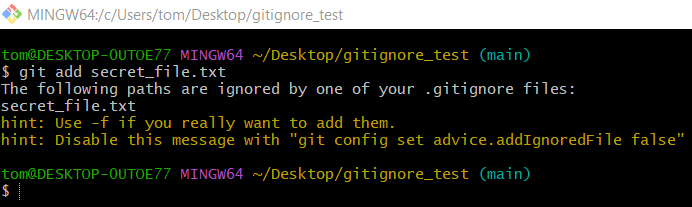 MINGW64:/c/Users/tom/Desktop/gitignore_test
tom@DESKTOP-OUTOE77 MINGW64 ~/Desktop/gitignore_test (main)
$ git add secret_file.txt
The following paths are ignored by one of your .gitignore files:
secret_file.txt
hint: Use -f if you really want to add them.
hint: Disable this message with "git config set advice.addIgnoredFile false"
tom@DESKTOP-OUTOE77 MINGW64 ~/Desktop/gitignore_test (main)
$